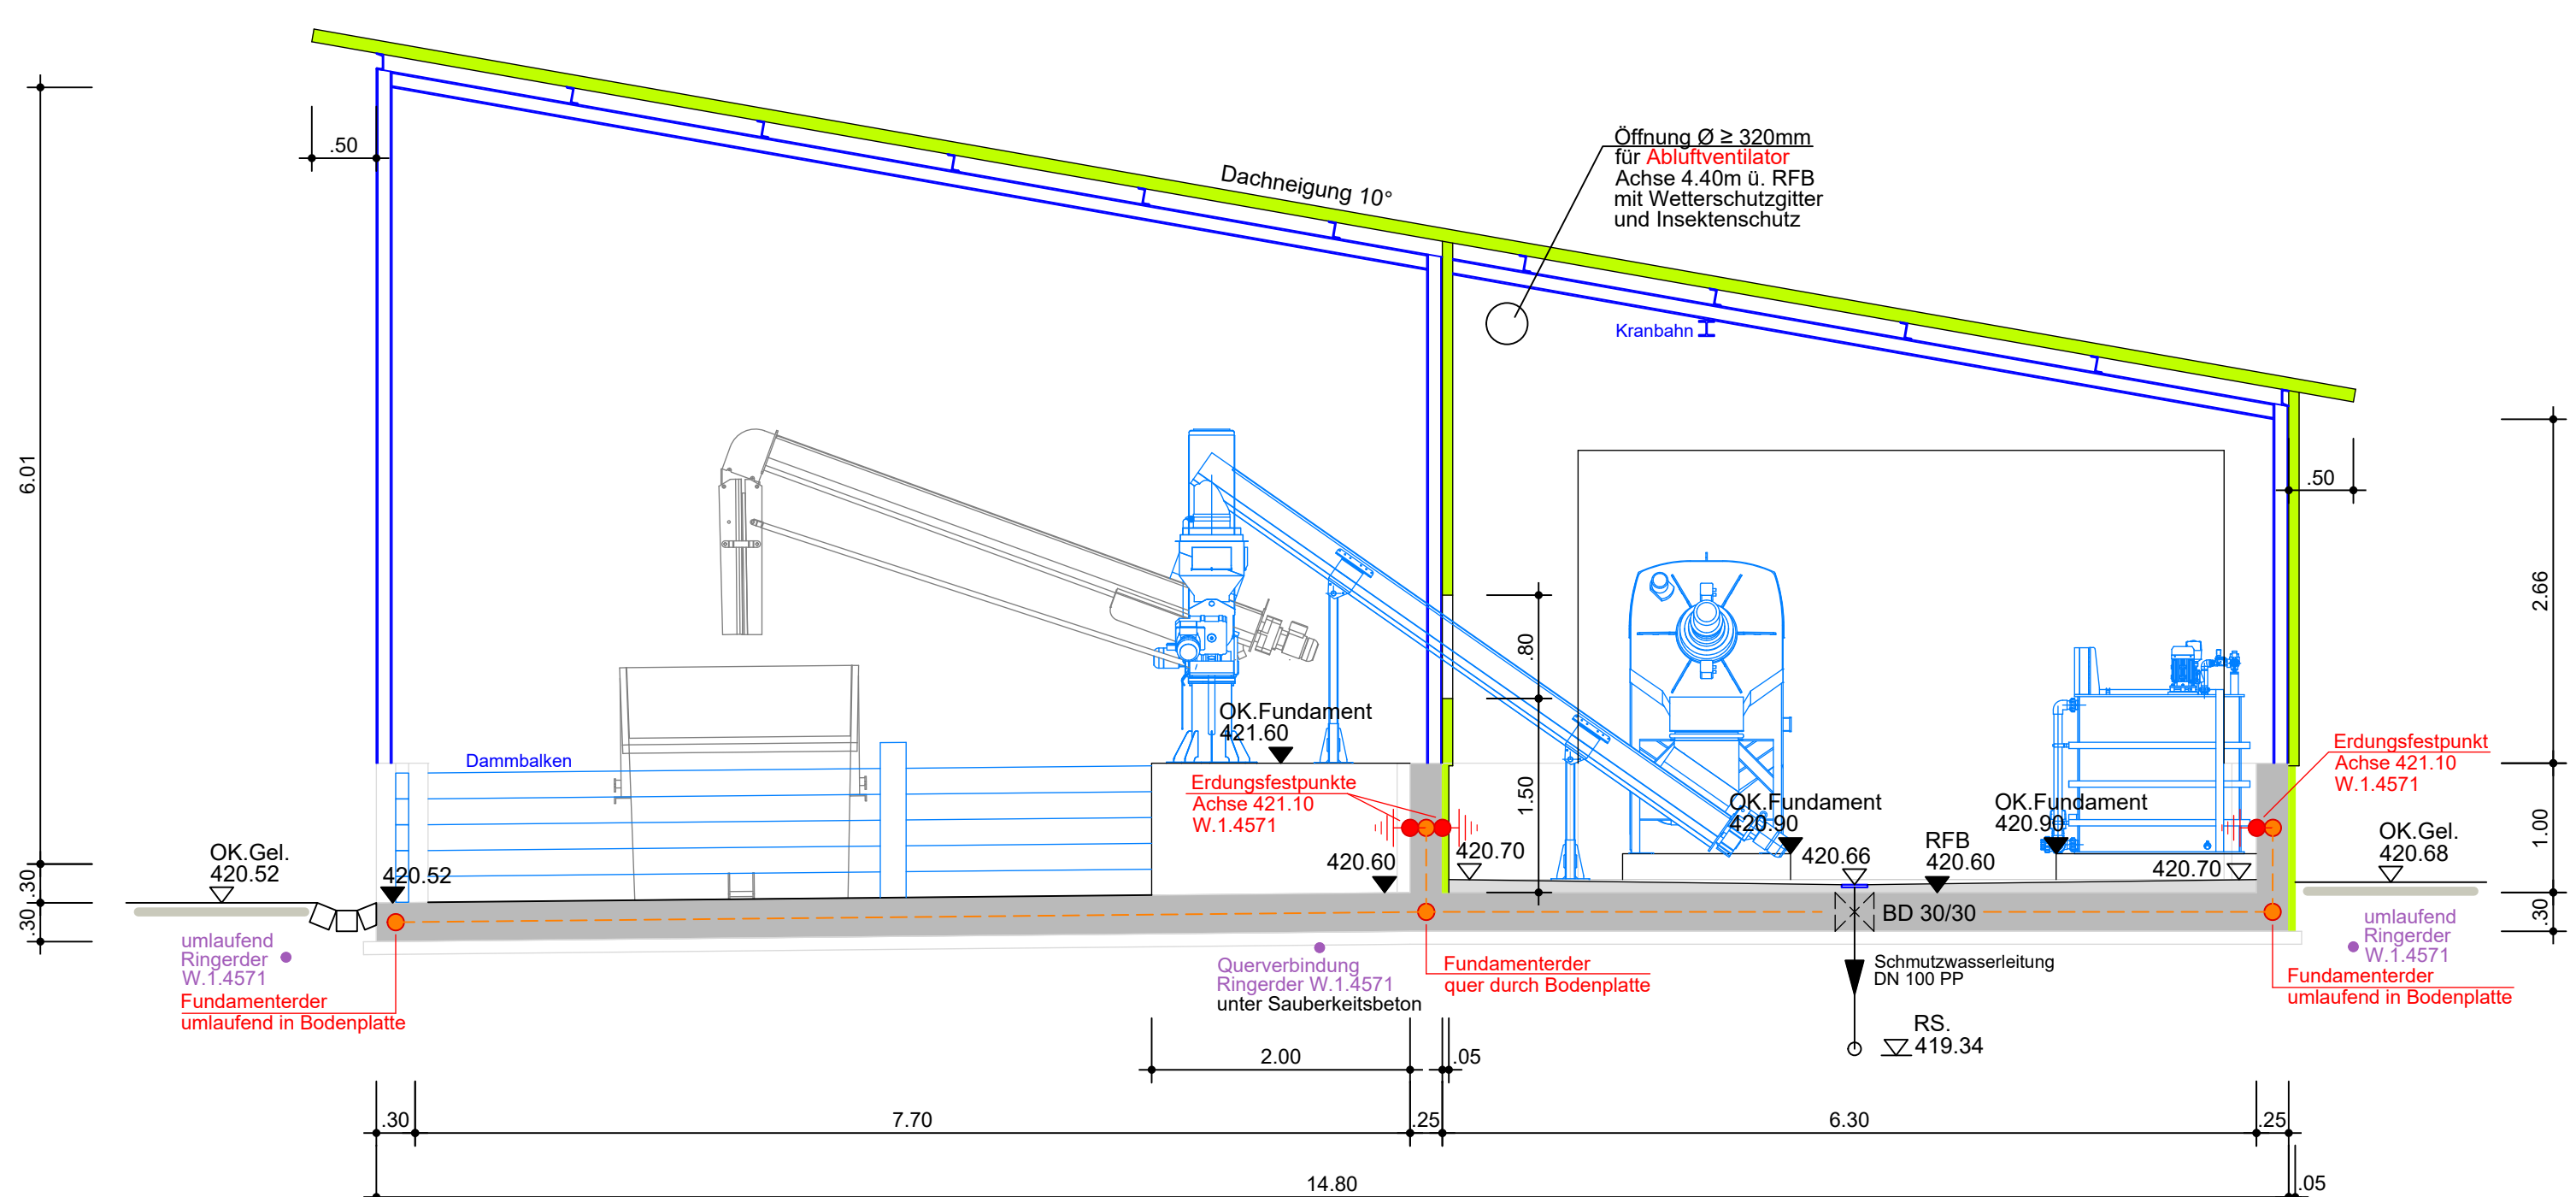 .50
Dachneigung 10°
Öffnung Ø ≥ 320mm
für Abluftventilator
Achse 4.40m ü. RFB
mit Wetterschutzgitter
und Insektenschutz
Kranbahn
6.01
.50
2.66
.80
1.50
OK.Fundament
421.60
Dammbalken
Erdungsfestpunkte
Achse 421.10
W.1.4571
OK.Fundament
420.90
OK.Fundament
420.90
Erdungsfestpunkt
Achse 421.10
W.1.4571
1.00
OK.Gel.
420.52
420.52
420.60
420.70
420.66
RFB
420.60
420.70
OK.Gel.
420.68
.30
.30
.30
BD 30/30
umlaufend
Ringerder
W.1.4571
Fundamenterder
umlaufend in Bodenplatte
Querverbindung
Ringerder W.1.4571
unter Sauberkeitsbeton
Fundamenterder
quer durch Bodenplatte
Schmutzwasserleitung
DN 100 PP
RS.
419.34
umlaufend
Ringerder
W.1.4571
Fundamenterder
umlaufend in Bodenplatte
2.00
.05
.30
7.70
.25
6.30
.25
14.80
.05